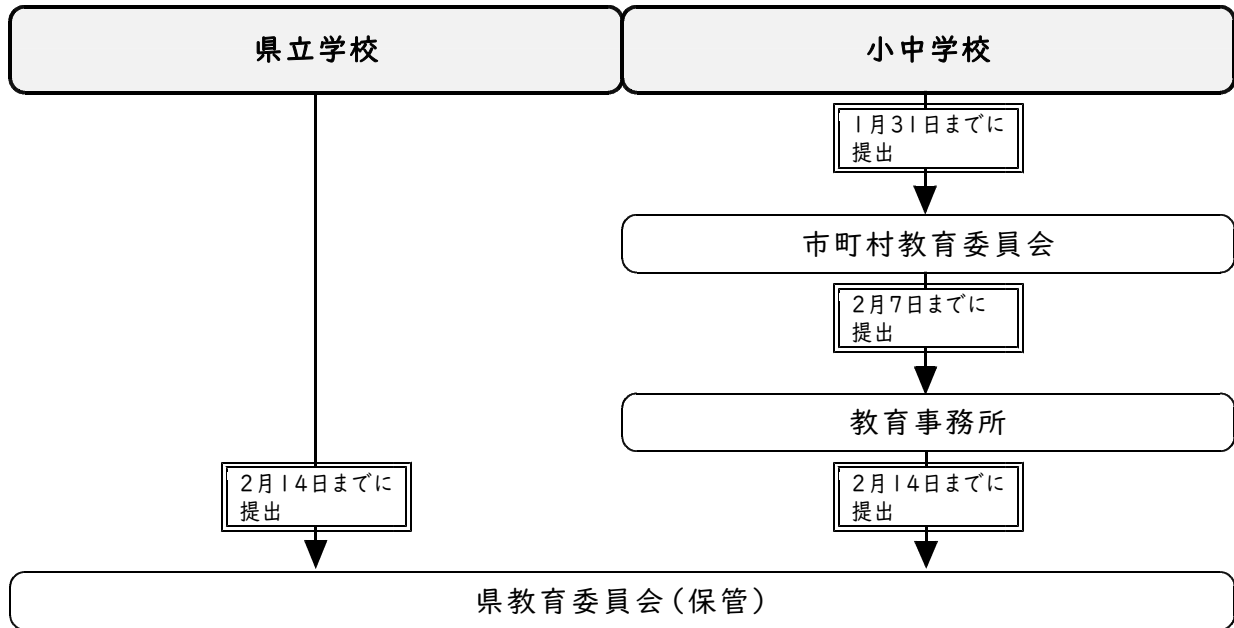 県立学校
小中学校
1月31日までに
提出
市町村教育委員会
2月7日までに
提出
教育事務所
2月14日までに
提出
2月14日までに
提出
県教育委員会(保管)